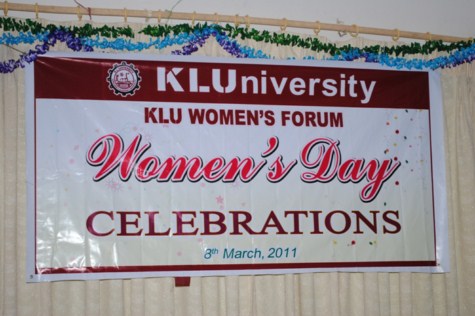 KLUniversity
KLU WOMEN'S FORUM
Women's Day
CELEBRATIONS
8th March, 2011